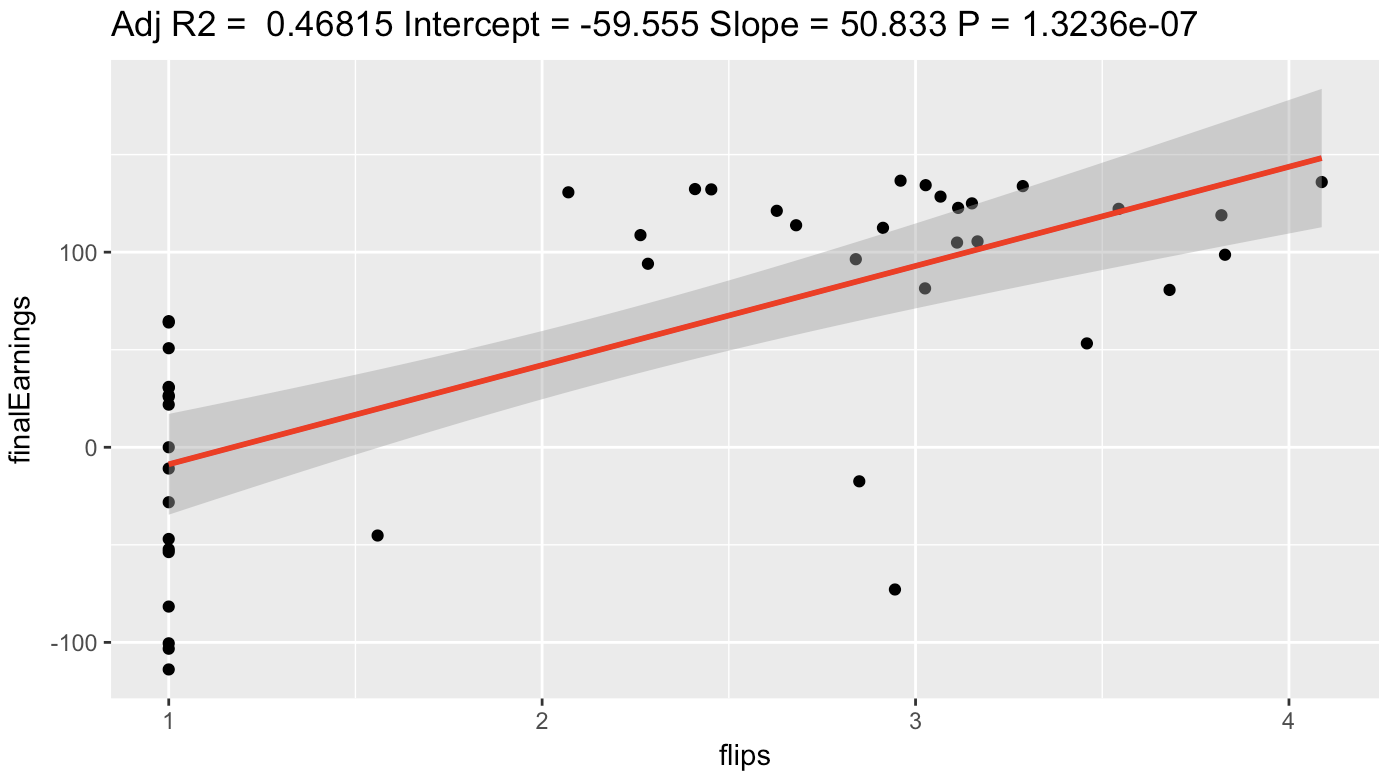 Adj R2 =  0.46815 Intercept = -59.555 Slope = 50.833 P = 1.3236e-07
finalEarnings
100
0
-100
1
2
3
4
flips